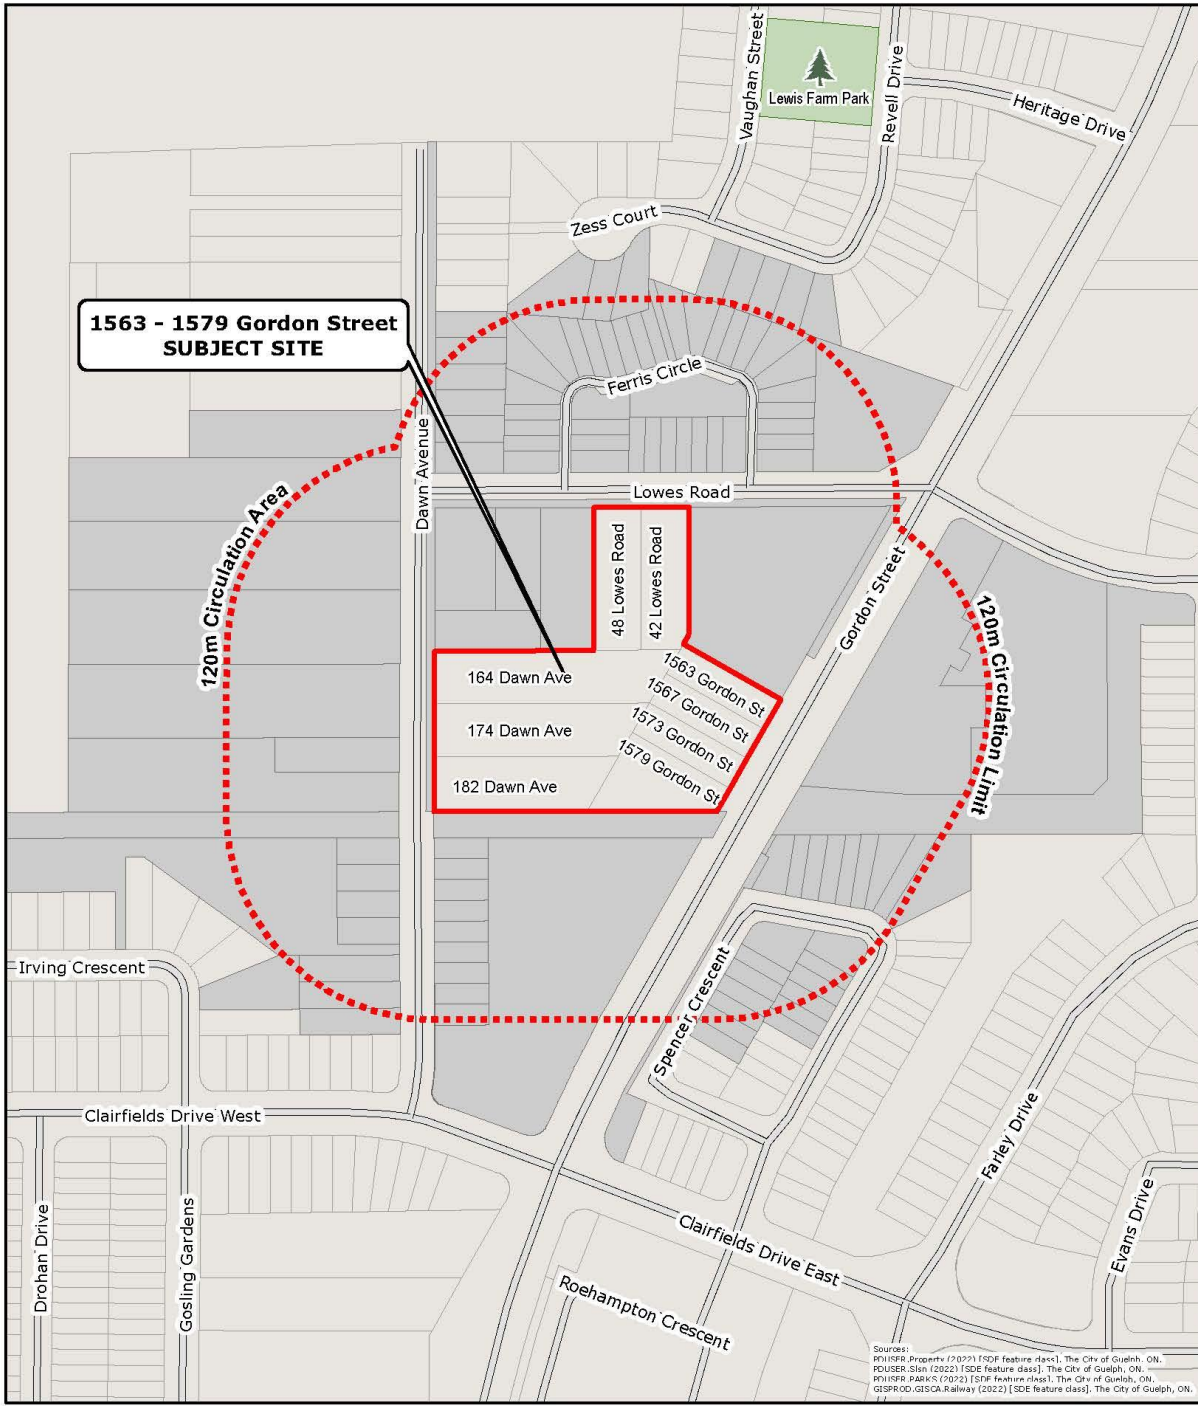 Vaughan Street
Lewis Farm Park
Revell Drive
Heritage Drive
Zess Court
1563 - 1579 Gordon Street
SUBJECT SITE
Ferris Circle
Dawn Avenue
Lowes Road
120m Circulation Area
48 Lowes Road
42 Lowes Road
Gordon Street
120m Circulation Limit
164 Dawn Ave
174 Dawn Ave
182 Dawn Ave
1563 Gordon St
1567 Gordon St
1573 Gordon St
1579 Gordon St
Irving Crescent
Spencer Crescent
Clairfields Drive West
Farley Drive
Evans Drive
Drohan Drive
Gosling Gardens
Clairfields Drive East
Roehampton Crescent
Sources:
PDUSER.Property (2022) [SDE feature class]. The City of Guelph, ON.
PDUSER.Slsn (2022) [SDE feature class]. The City of Guelph, ON.
PDUSER.PARKS (2022) [SDE feature class]. The City of Guelph, ON.
GISPROD.GISCA.Railway (2022) [SDE feature class]. The City of Guelph, ON.